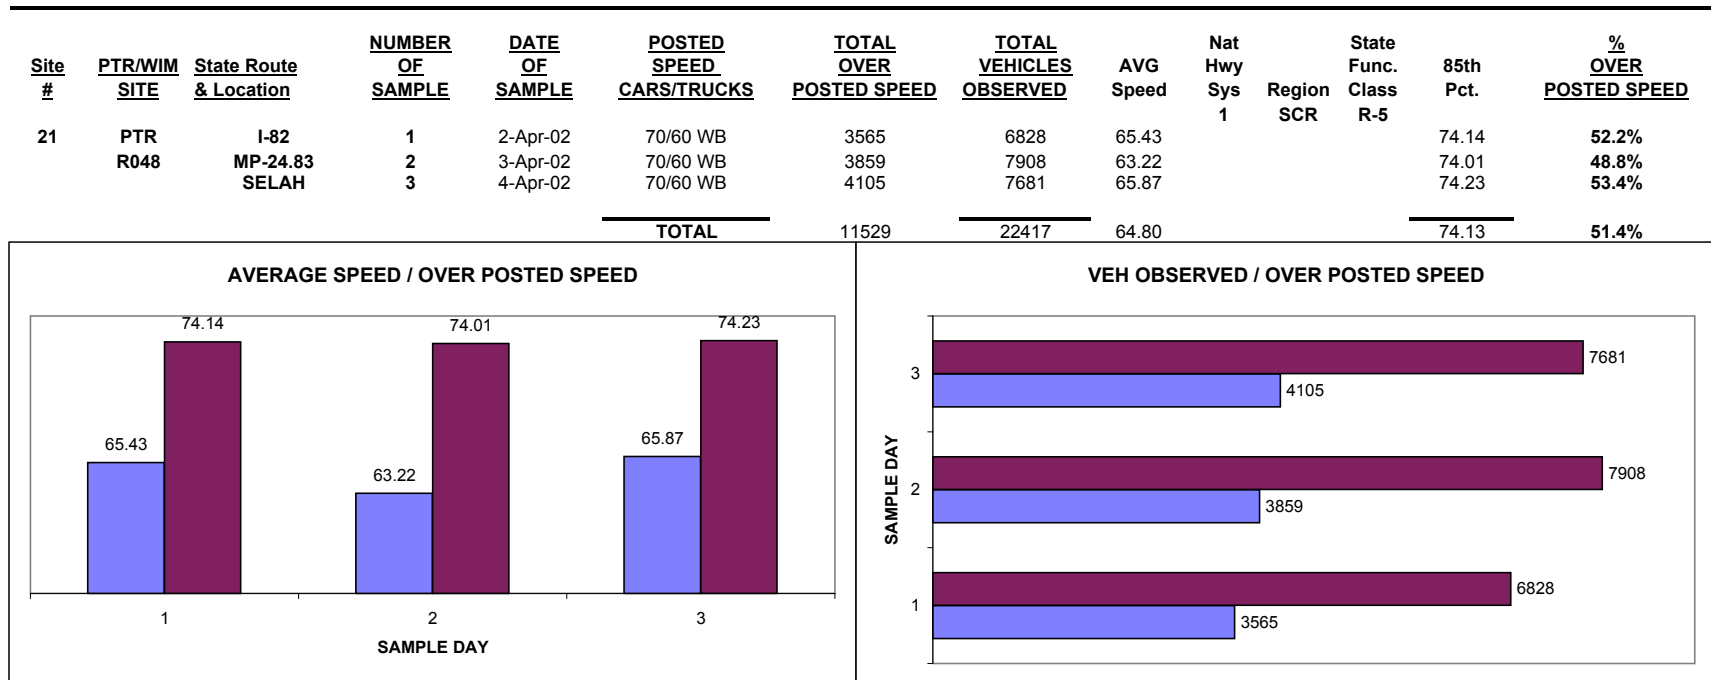 NUMBER DATE POSTED TOTAL TOTAL Nat State %
Site PTR/WIM State Route OF OF SPEED OVER VEHICLES AVG Hwy Func. 85th OVER
# SITE & Location SAMPLE SAMPLE CARS/TRUCKS POSTED SPEED OBSERVED Speed Sys Region Class Pct. POSTED SPEED
1 SCR R-5
21 PTR I-82 1 2-Apr-02 70/60 WB 3565 6828 65.43 74.14 52.2%
R048 MP-24.83 2 3-Apr-02 70/60 WB 3859 7908 63.22 74.01 48.8%
SELAH 3 4-Apr-02 70/60 WB 4105 7681 65.87 74.23 53.4%
TOTAL 11529 22417 64.80 74.13 51.4%
AVERAGE SPEED / OVER POSTED SPEED
74.14 74.01 74.23
65.43 63.22 65.87
1 2 3
SAMPLE DAY
VEH OBSERVED / OVER POSTED SPEED
SAMPLE DAY
3
7681
4105
2
7908
3859
1
6828
3565